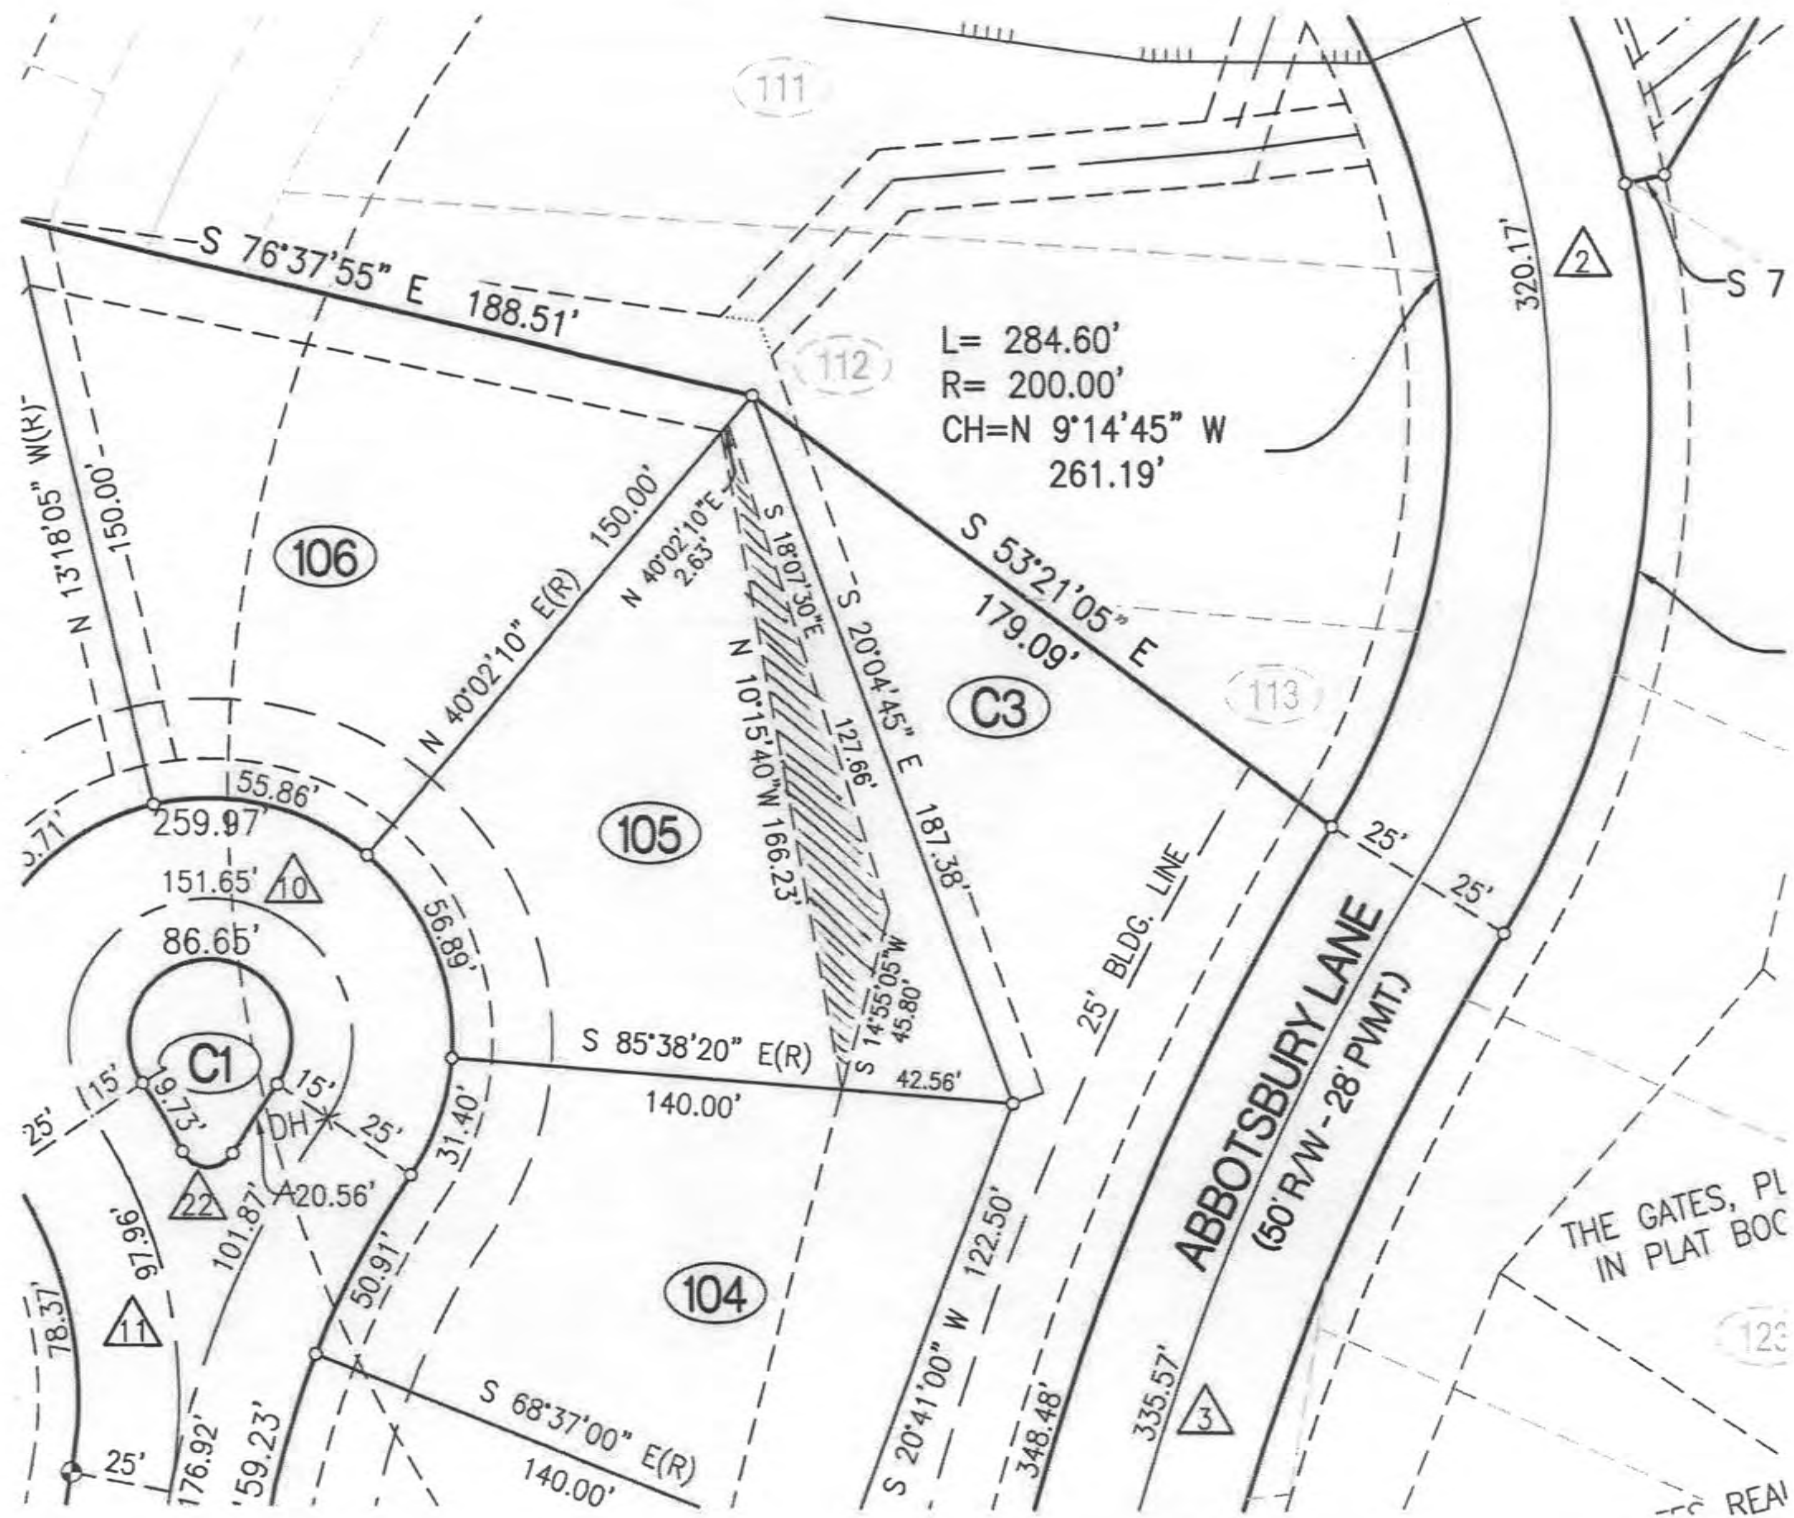 111
S 76°37'55" E 188.51'
320.17'
2
S 7
112
L= 284.60'
R= 200.00'
CH=N 9°14'45" W
261.19'
N 13°18'05" W(R)
150.00'
106
N 40°02'10" E(R) 150.00'
N 40°02'10"E
2.63'
S 18°07'30"E
127.66'
N 10°15'40"W 166.23'
S 20°04'45" E 187.38'
S 53°21'05" E
179.09'
C3
113
105
55.86'
259.97'
151.65'
10
86.65'
56.89'
25' BLDG. LINE
25'
25'
S 14°55'05"W
45.80'
C1
15'
19.73'
15'
25'
25'
DH
S 85°38'20" E(R)
140.00'
42.56'
31.40'
22
20.56'
101.87'
97.96'
50.91'
11
78.37'
104
S 20°41'00" W 122.50'
ABBOTSBURY LANE
(50' R/W - 28' PVMT.)
THE GATES, PL
IN PLAT BOO
123
S 68°37'00" E(R)
140.00'
25'
176.92'
'59.23'
348.48'
335.57'
3
REA